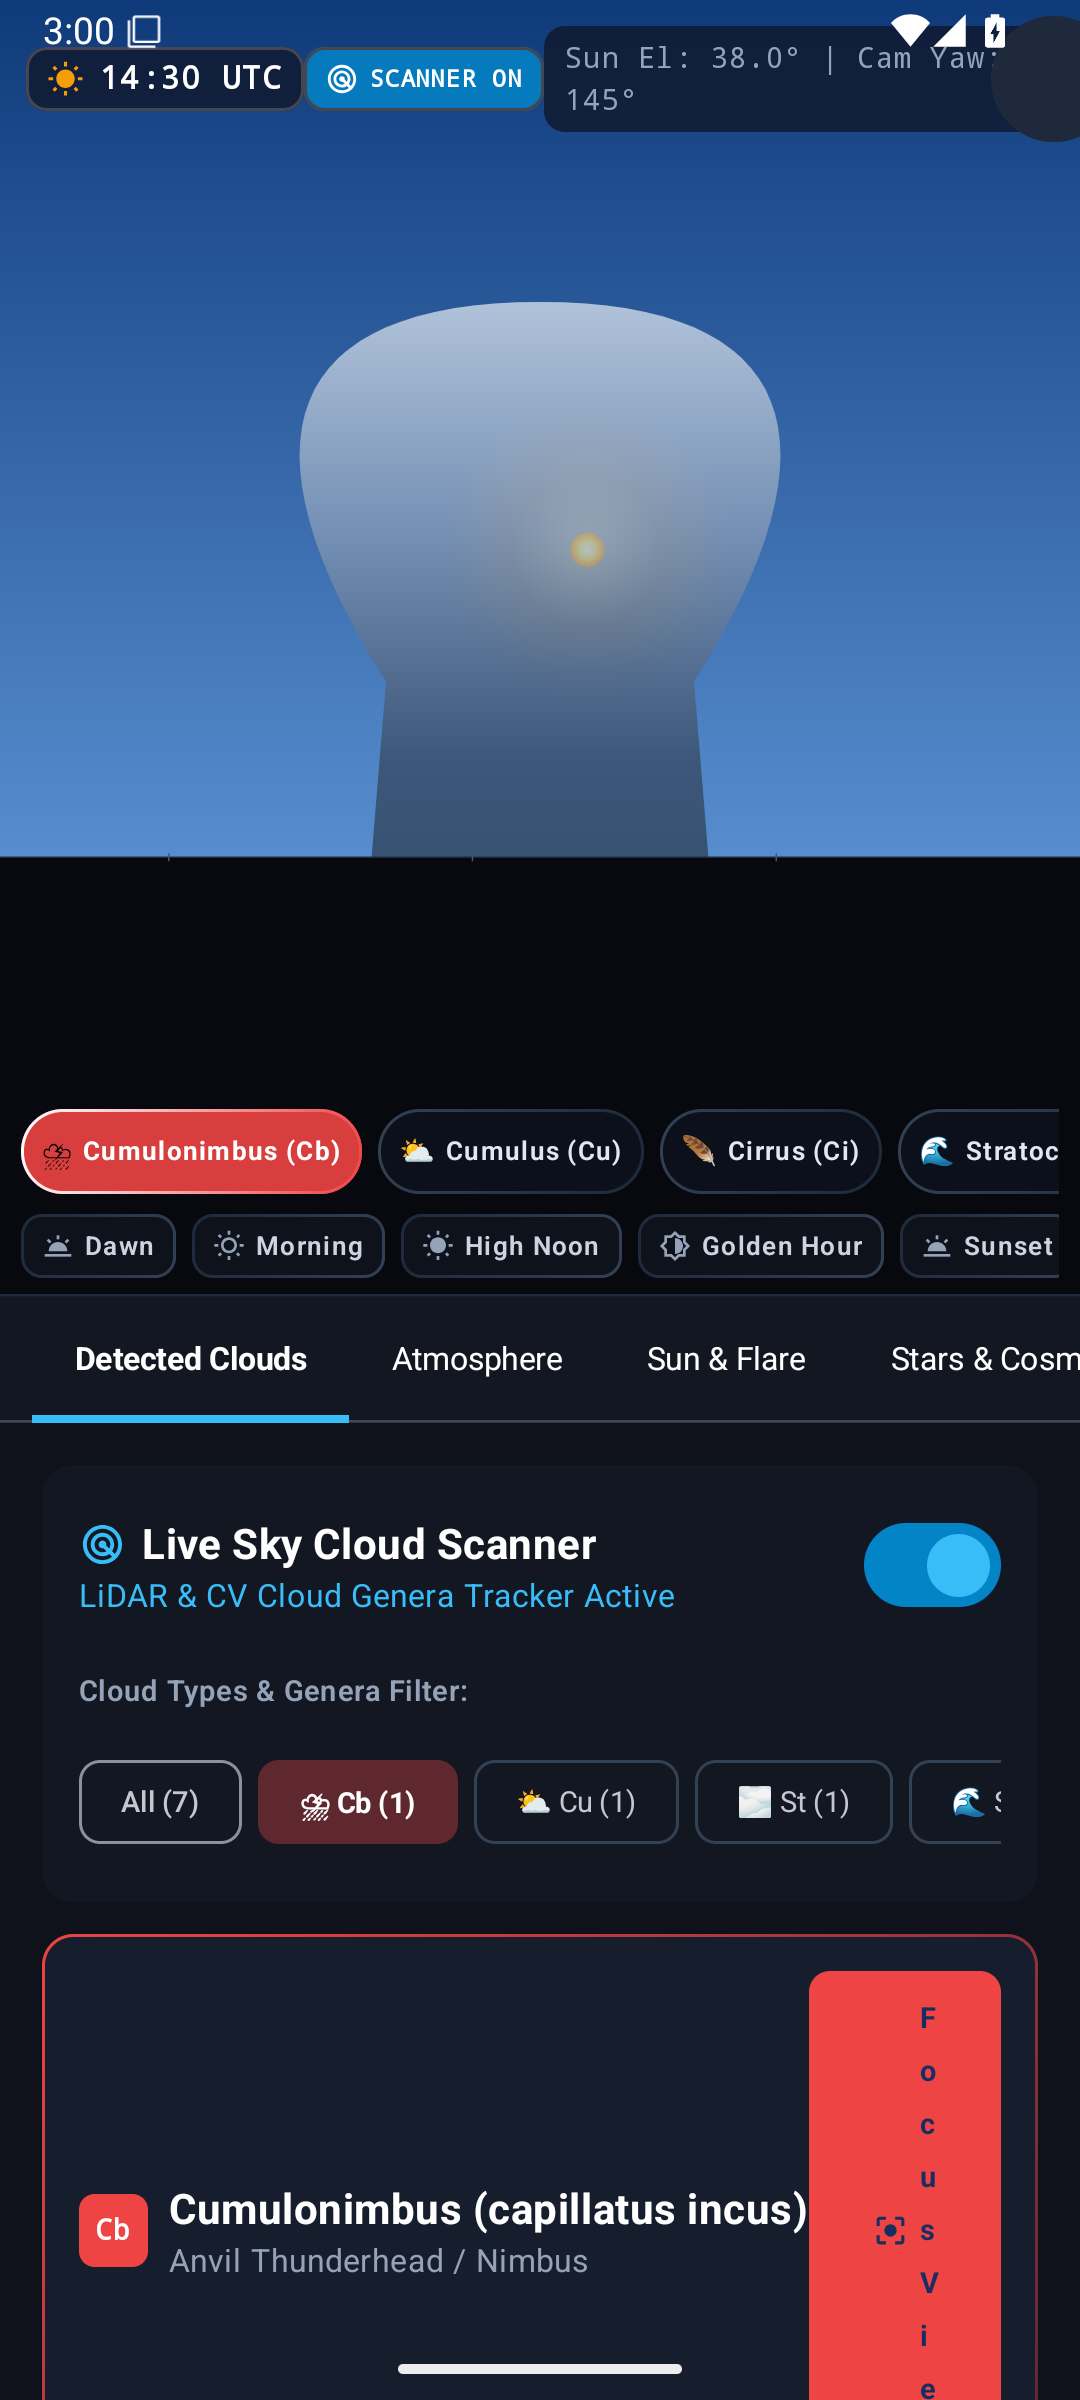 3:00
14:30 UTC
SCANNER ON
Sun El: 38.0° | Cam Yaw:
145°
Cumulonimbus (Cb)
Cumulus (Cu)
Cirrus (Ci)
Stratoc
Dawn
Morning
High Noon
Golden Hour
Sunset
Detected Clouds
Atmosphere
Sun & Flare
Stars & Cosm
Live Sky Cloud Scanner
LiDAR & CV Cloud Genera Tracker Active
Cloud Types & Genera Filter:
All (7)
Cb (1)
Cu (1)
St (1)
S
Cb
Cumulonimbus (capillatus incus)
Anvil Thunderhead / Nimbus
F
o
c
u
s
V
i
e